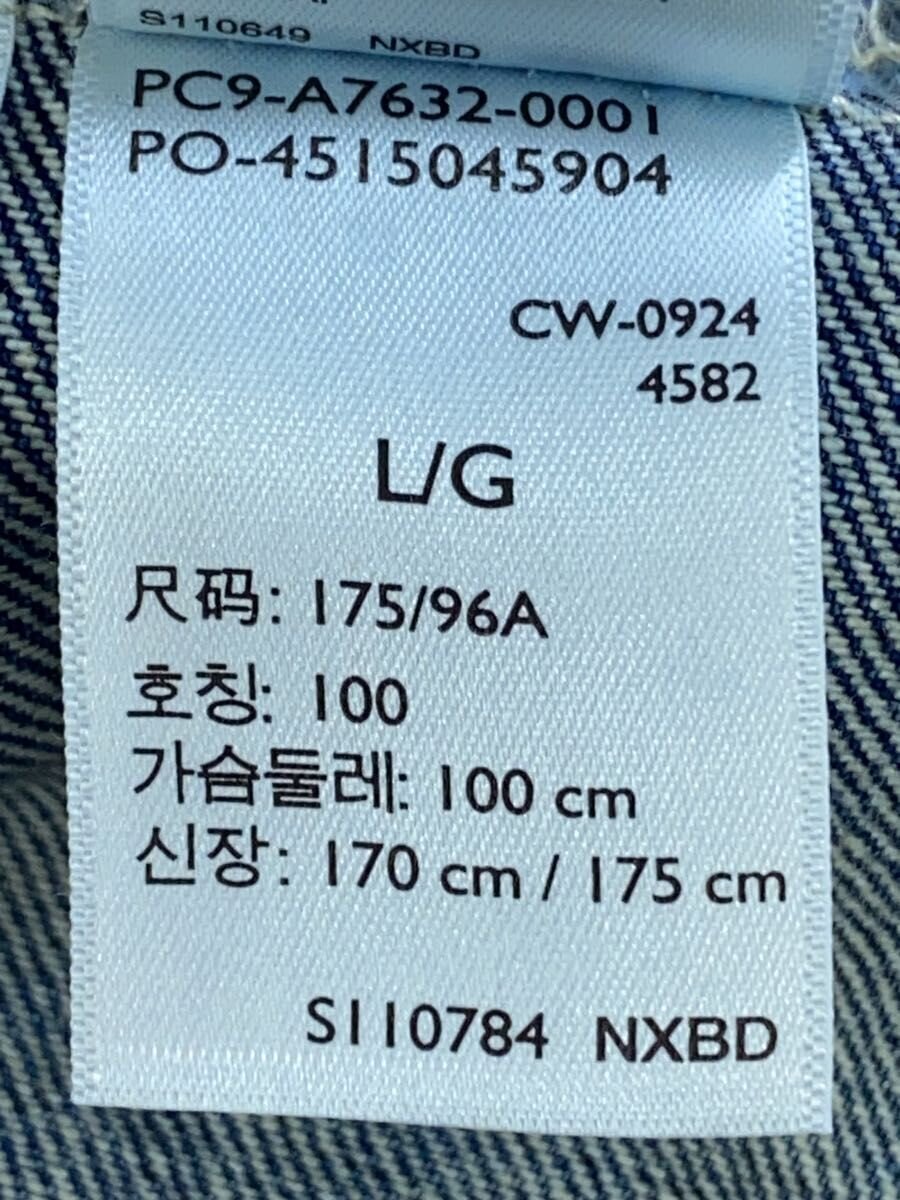 S110649 NXBD
PC9-A7632-0001
PO-4515045904
CW-0924
4582
L/G
尺码: 175/96A
호칭: 100
가슴둘레: 100 cm
신장: 170 cm / 175 cm
S110784 NXBD